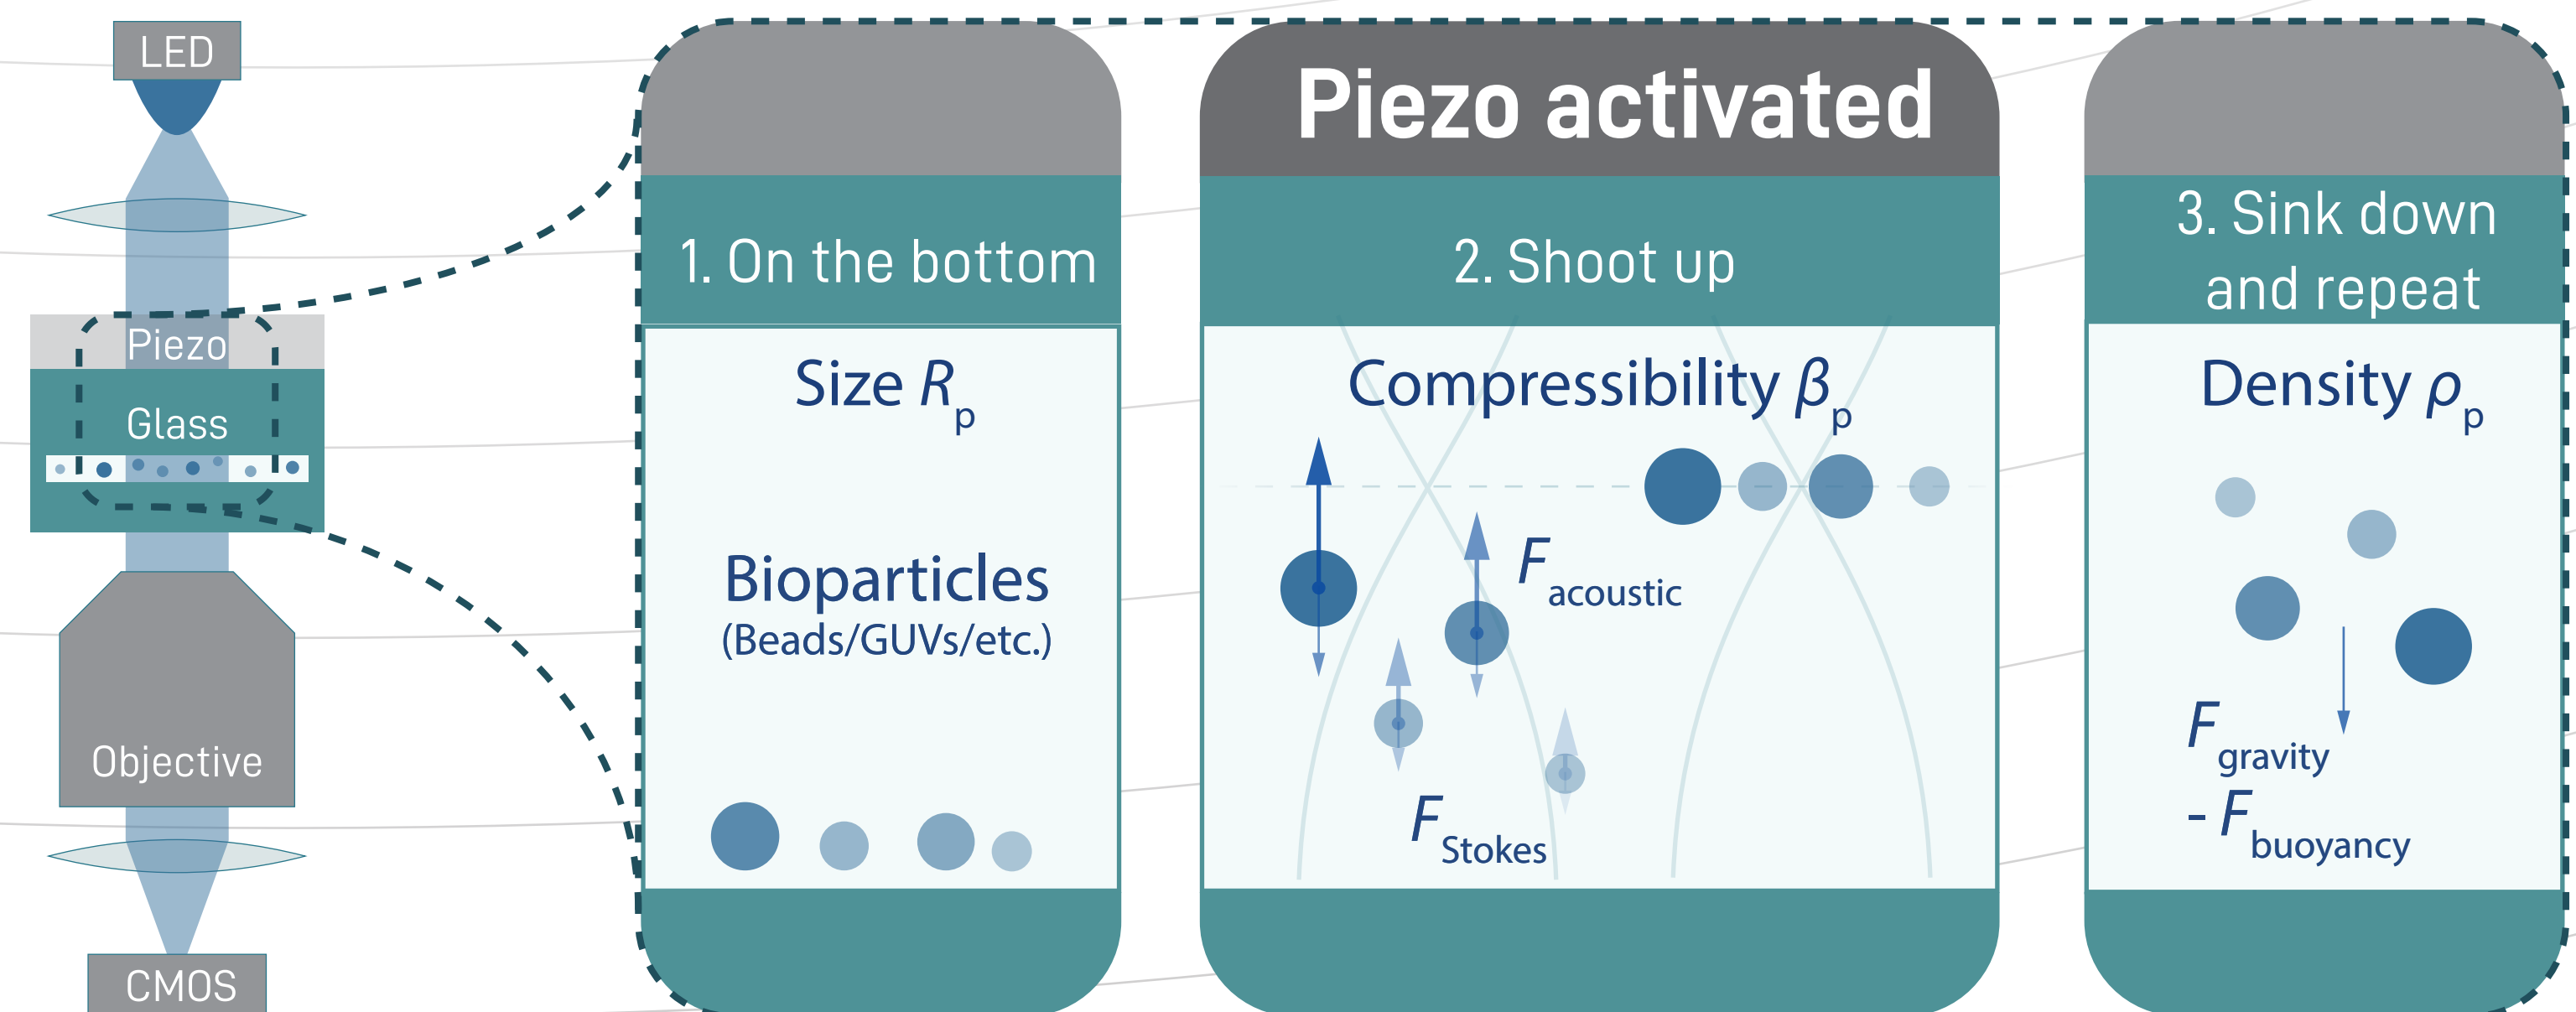 LED
Piezo
Glass
Objective
CMOS
1. On the bottom
Size Rp
Bioparticles
(Beads/GUVs/etc.)
Piezo activated
2. Shoot up
Compressibility βp
Facoustic
FStokes
3. Sink down
and repeat
Density ρp
Fgravity
- Fbuoyancy